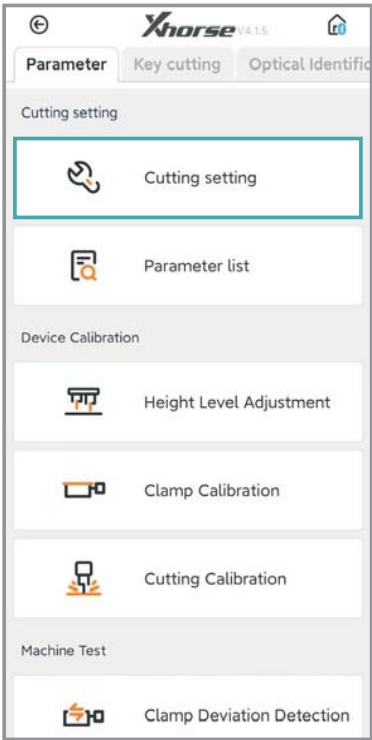 Xhorse V4.1.5
Parameter Key cutting Optical Identific
Cutting setting
Cutting setting
Parameter list
Device Calibration
Height Level Adjustment
Clamp Calibration
Cutting Calibration
Machine Test
Clamp Deviation Detection